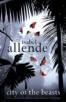 isabel
allende
city of the beasts